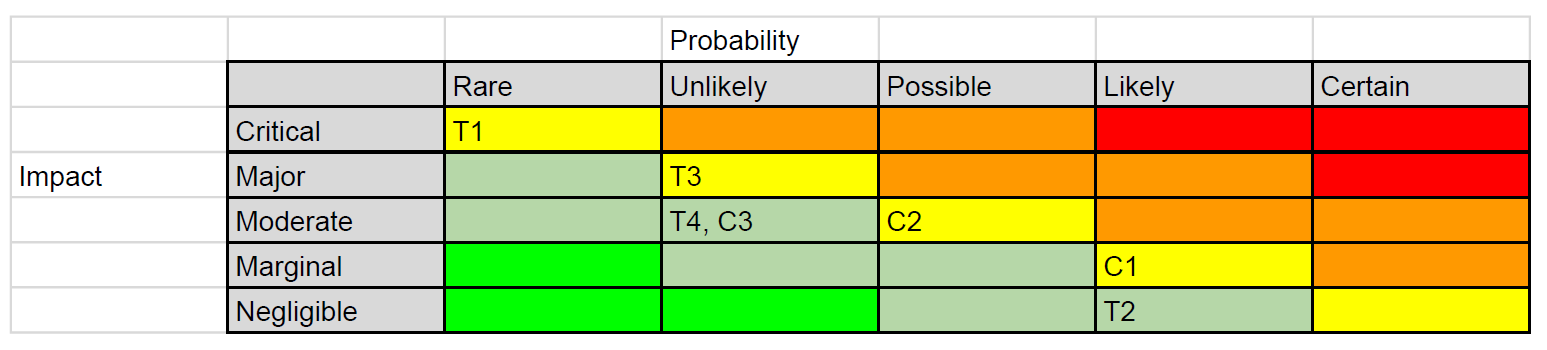 Probability
Rare Unlikely Possible Likely Certain
Critical T1
Impact Major T3
Moderate T4, C3 C2
Marginal C1
Negligible T2